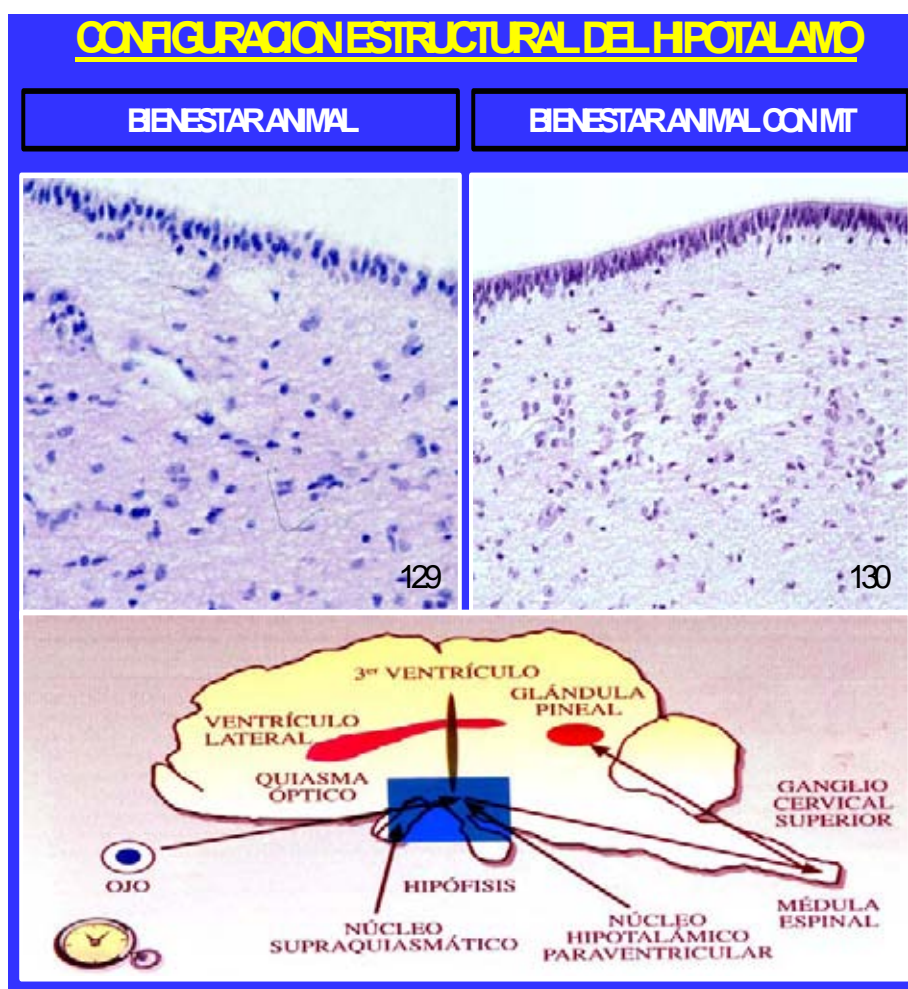 CONFIGURACION ESTRUCTURAL DEL HIPOTALAMO
BIENESTAR ANIMAL
BIENESTAR ANIMAL CON MT
129
130
3er VENTRÍCULO
GLÁNDULA
PINEAL
VENTRÍCULO
LATERAL
QUIASMA
ÓPTICO
GANGLIO
CERVICAL
SUPERIOR
OJO
HIPÓFISIS
MÉDULA
ESPINAL
NÚCLEO
SUPRAQUIASMÁTICO
NÚCLEO
HIPOTALÁMICO
PARAVENTRICULAR